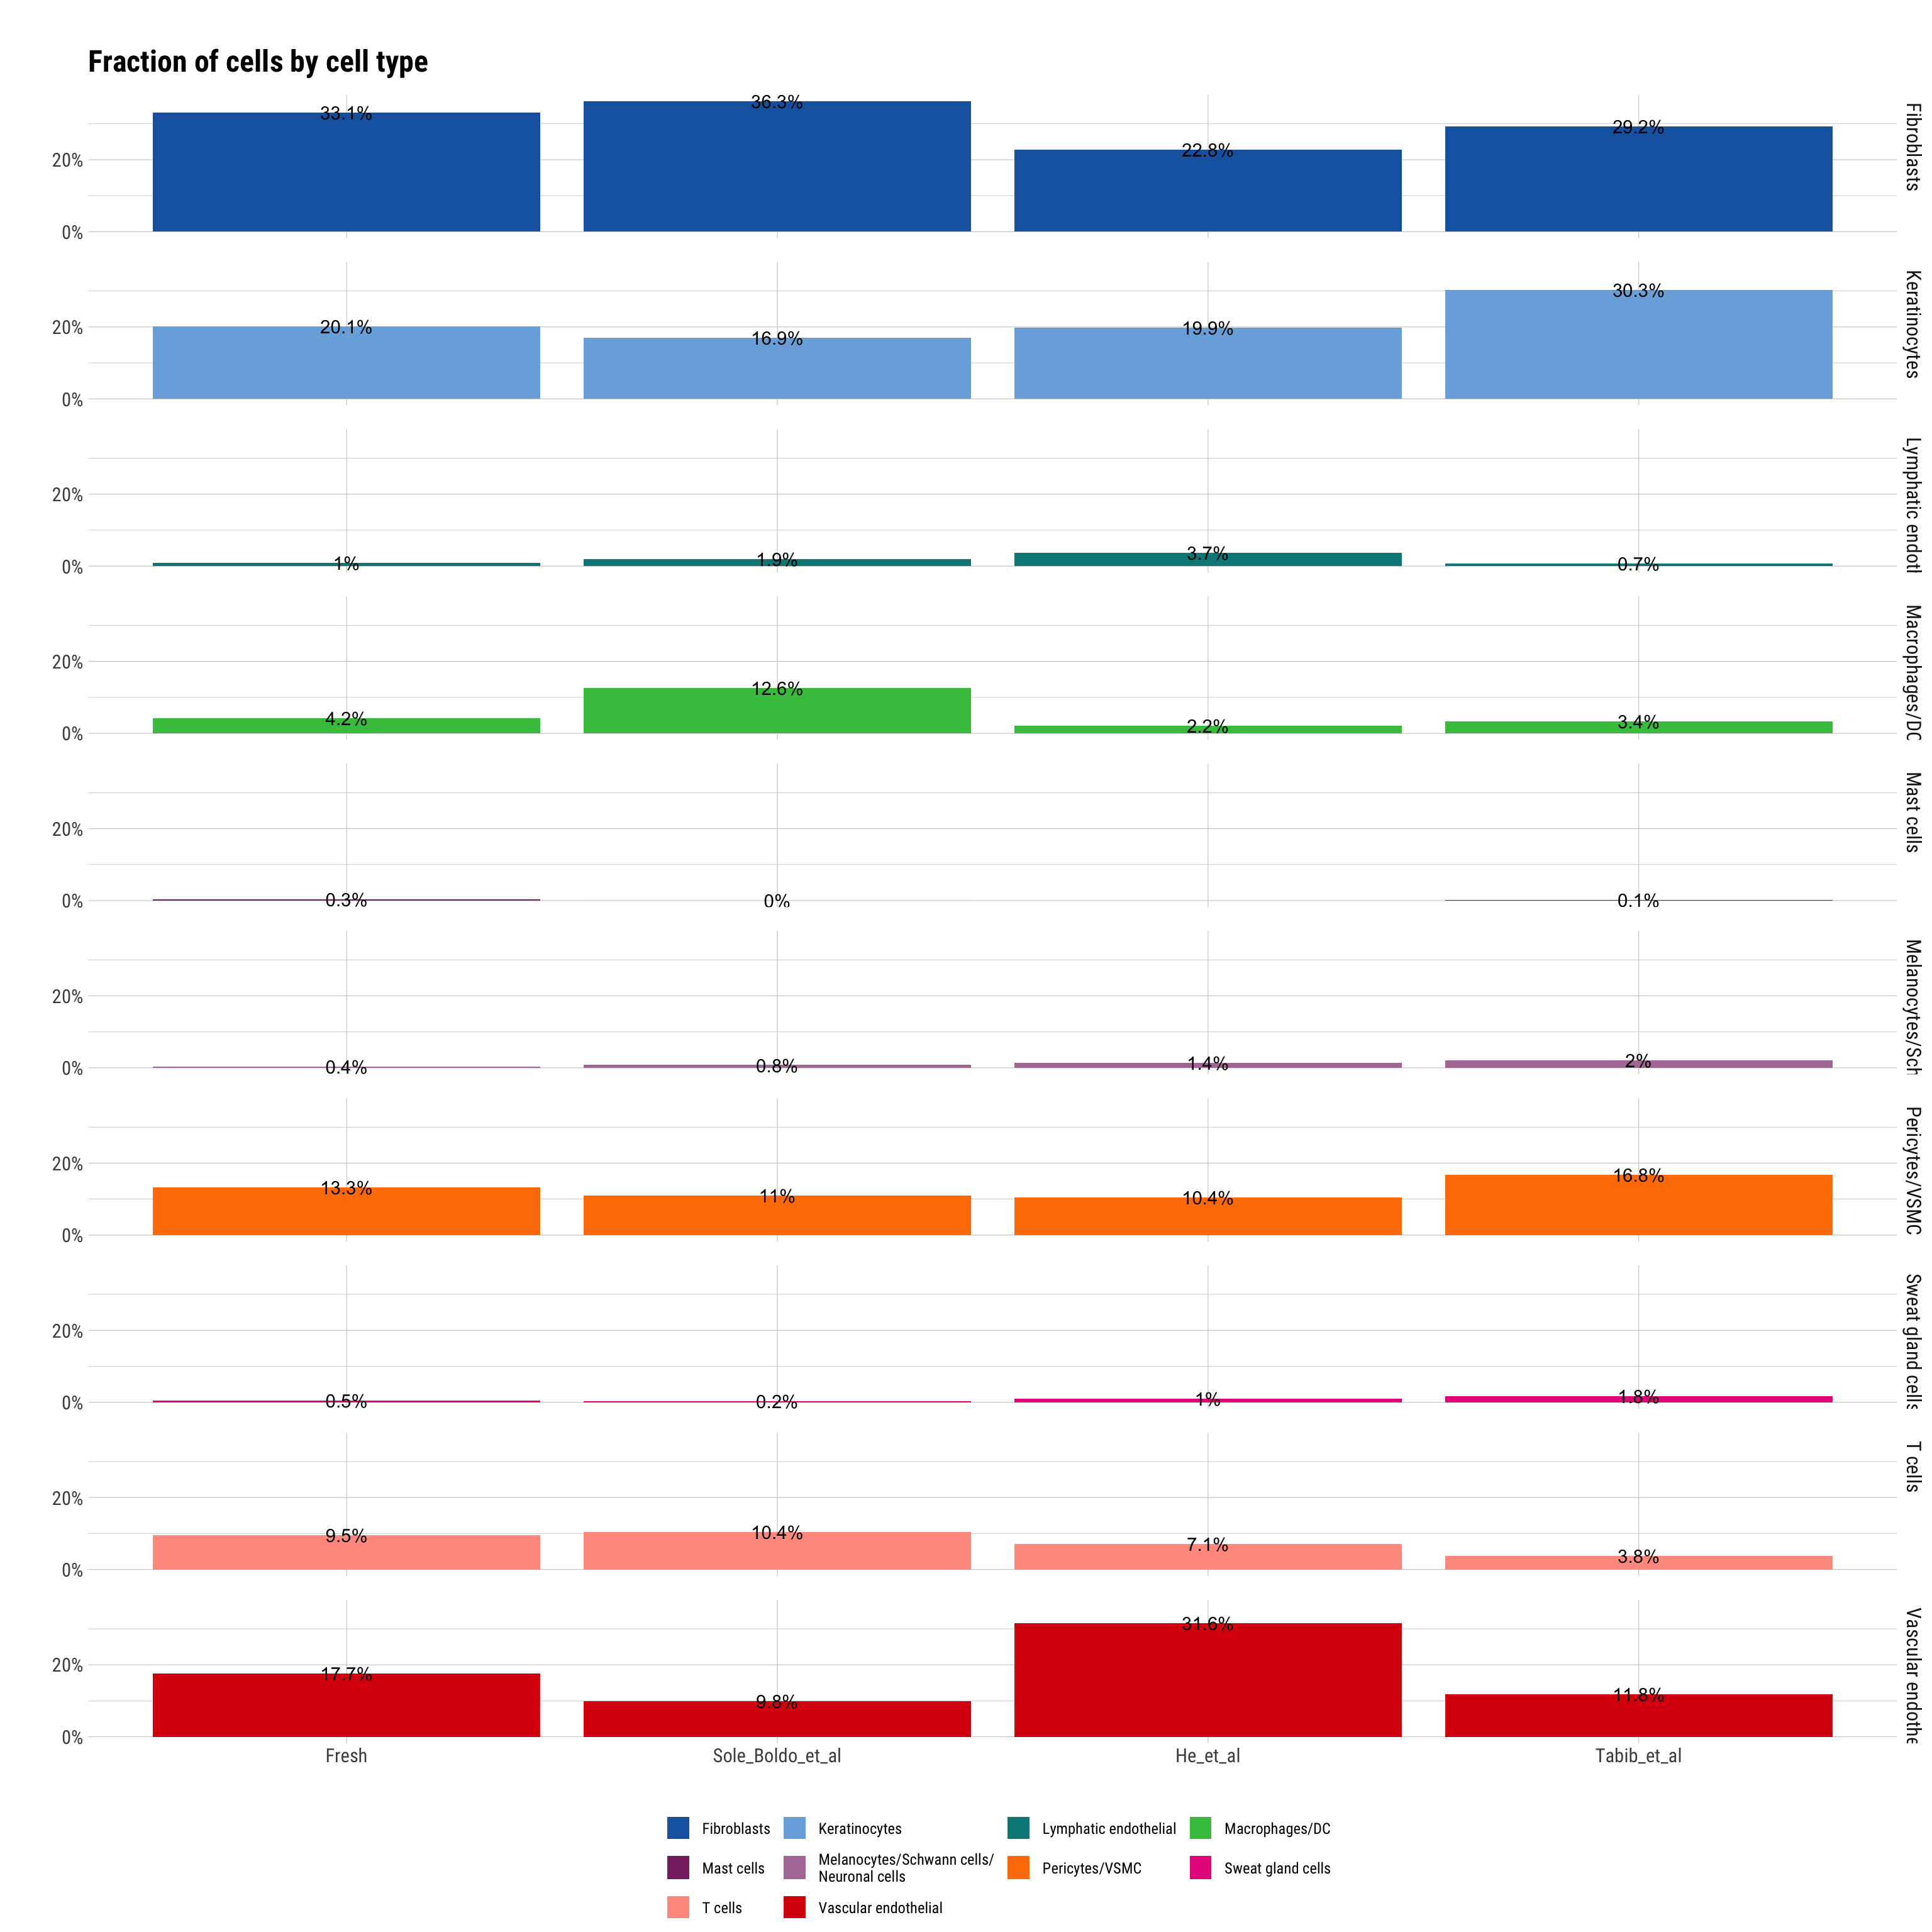 Fraction of cells by cell type
33.1%
36.3%
22.8%
29.2%
20%
0%
Fibroblasts
20.1%
16.9%
19.9%
30.3%
20%
0%
Keratinocytes
1%
1.9%
3.7%
0.7%
20%
0%
Lymphatic endotl
4.2%
12.6%
2.2%
3.4%
20%
0%
Macrophages/DC
0.3%
0%
0.1%
20%
0%
Mast cells
0.4%
0.8%
1.4%
2%
20%
0%
Melanocytes/Sch
13.3%
11%
10.4%
16.8%
20%
0%
Pericytes/VSMC
0.5%
0.2%
1%
1.8%
20%
0%
Sweat gland cells
9.5%
10.4%
7.1%
3.8%
20%
0%
T cells
17.7%
9.8%
31.6%
11.8%
20%
0%
Vascular endothe
Fresh
Sole_Boldo_et_al
He_et_al
Tabib_et_al
Fibroblasts
Keratinocytes
Lymphatic endothelial
Macrophages/DC
Mast cells
Melanocytes/Schwann cells/
Neuronal cells
Pericytes/VSMC
Sweat gland cells
T cells
Vascular endothelial